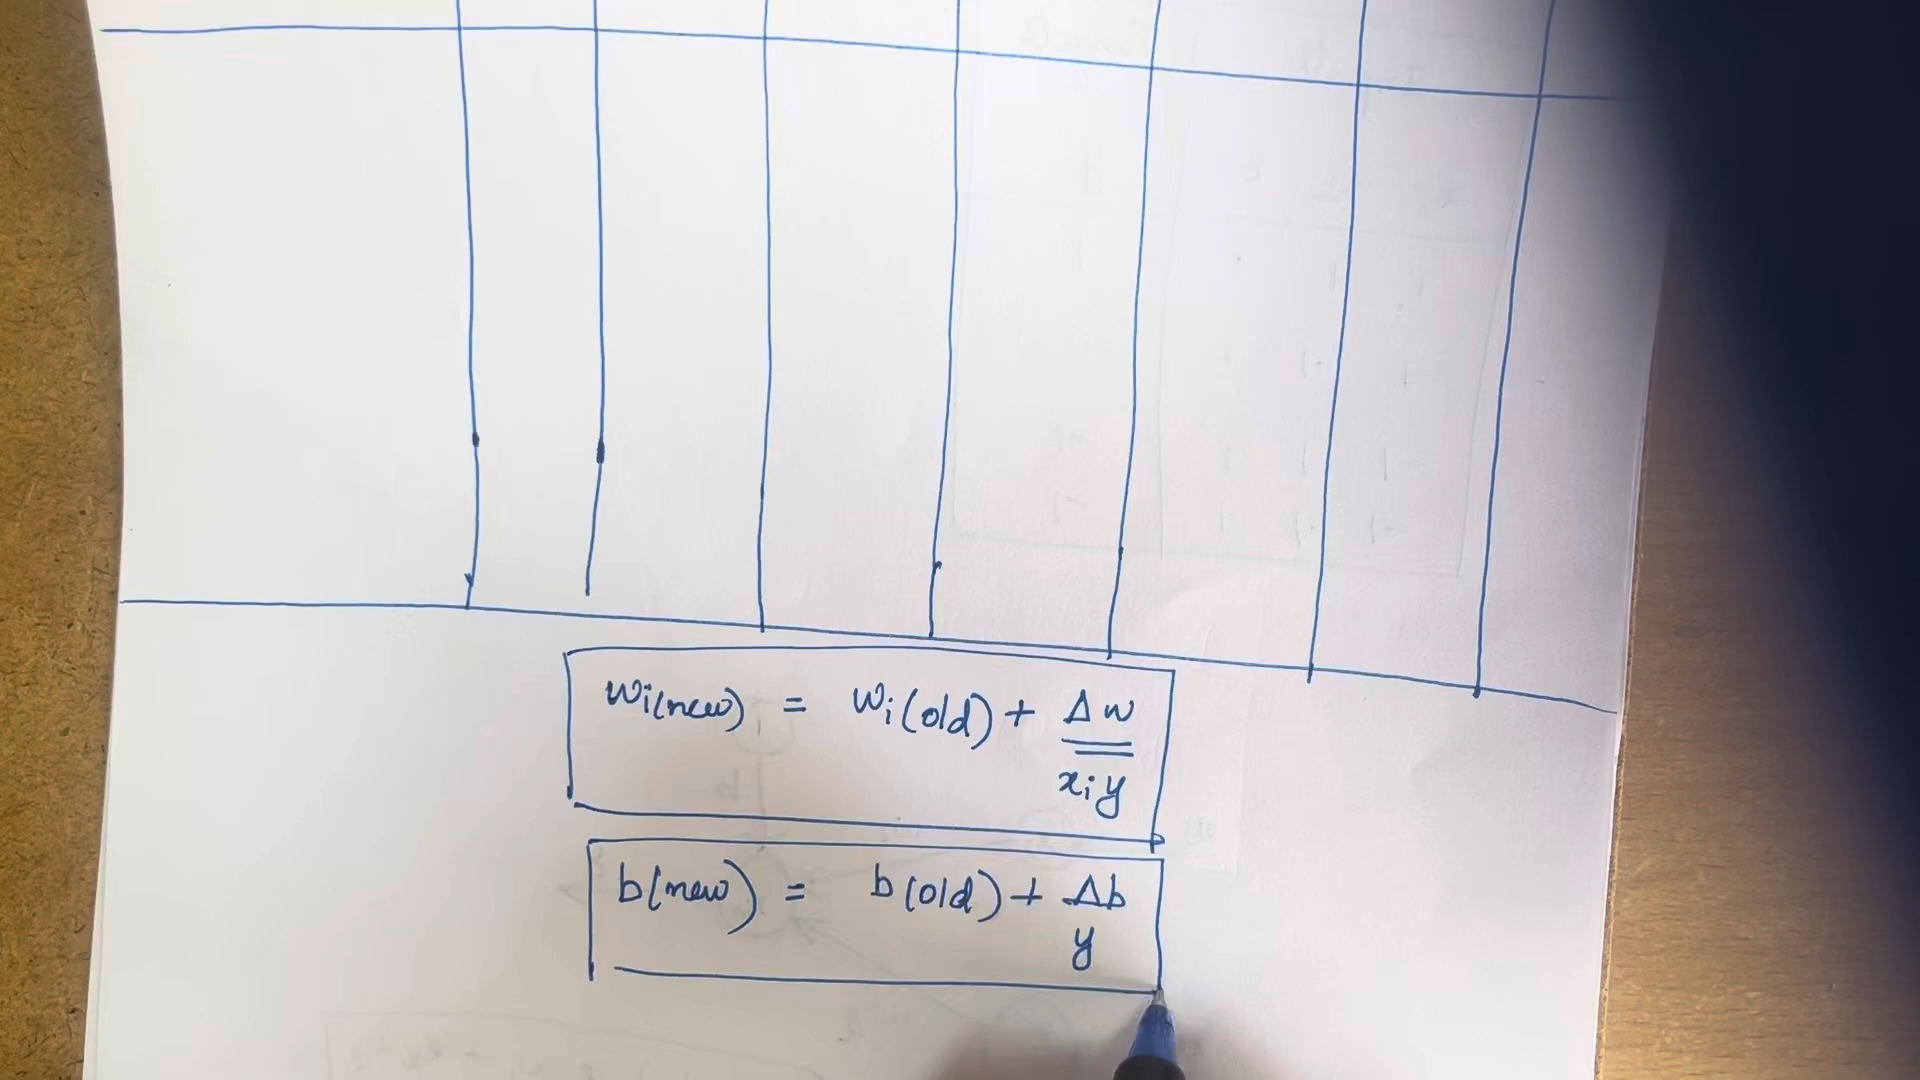 wi(new) = wi(old) + Δw
xiy
b(new) = b(old) + Δb
y